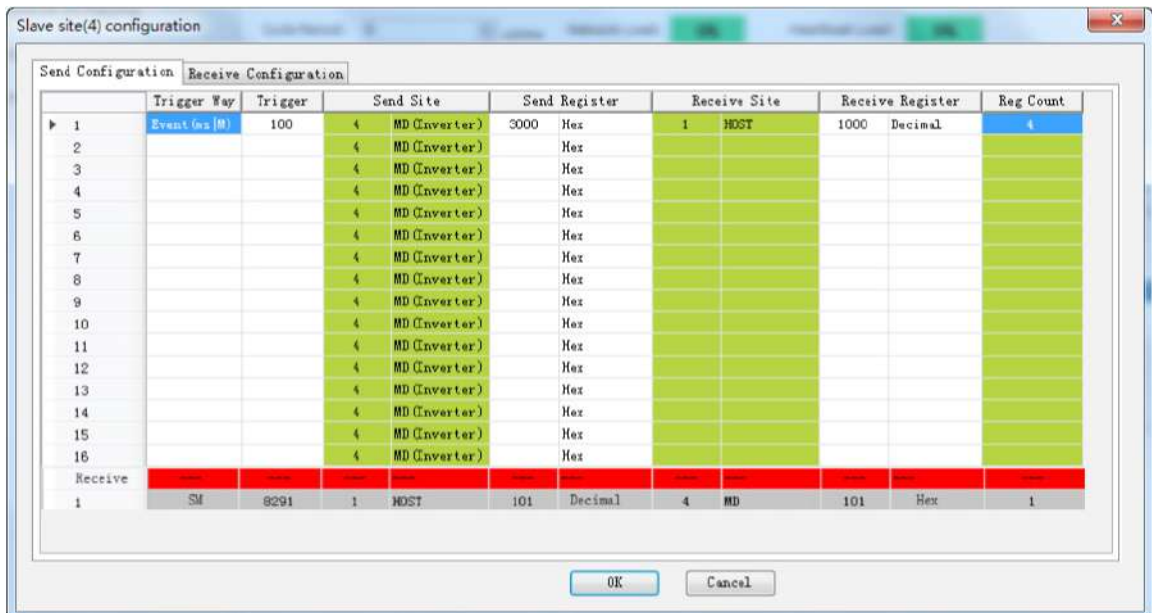 Slave site(4) configuration
Send Configuration Receive Configuration
Trigger Way Trigger Send Site Send Register Receive Site Receive Register Reg Count
1 Event(ms|M) 100 4 MD(Inverter) 3000 Hex 1 HOST 1000 Decimal 4
2 4 MD(Inverter) Hex
3 4 MD(Inverter) Hex
4 4 MD(Inverter) Hex
5 4 MD(Inverter) Hex
6 4 MD(Inverter) Hex
7 4 MD(Inverter) Hex
8 4 MD(Inverter) Hex
9 4 MD(Inverter) Hex
10 4 MD(Inverter) Hex
11 4 MD(Inverter) Hex
12 4 MD(Inverter) Hex
13 4 MD(Inverter) Hex
14 4 MD(Inverter) Hex
15 4 MD(Inverter) Hex
16 4 MD(Inverter) Hex
Receive
1 SM 8291 1 HOST 101 Decimal 4 MD 101 Hex 1
OK Cancel